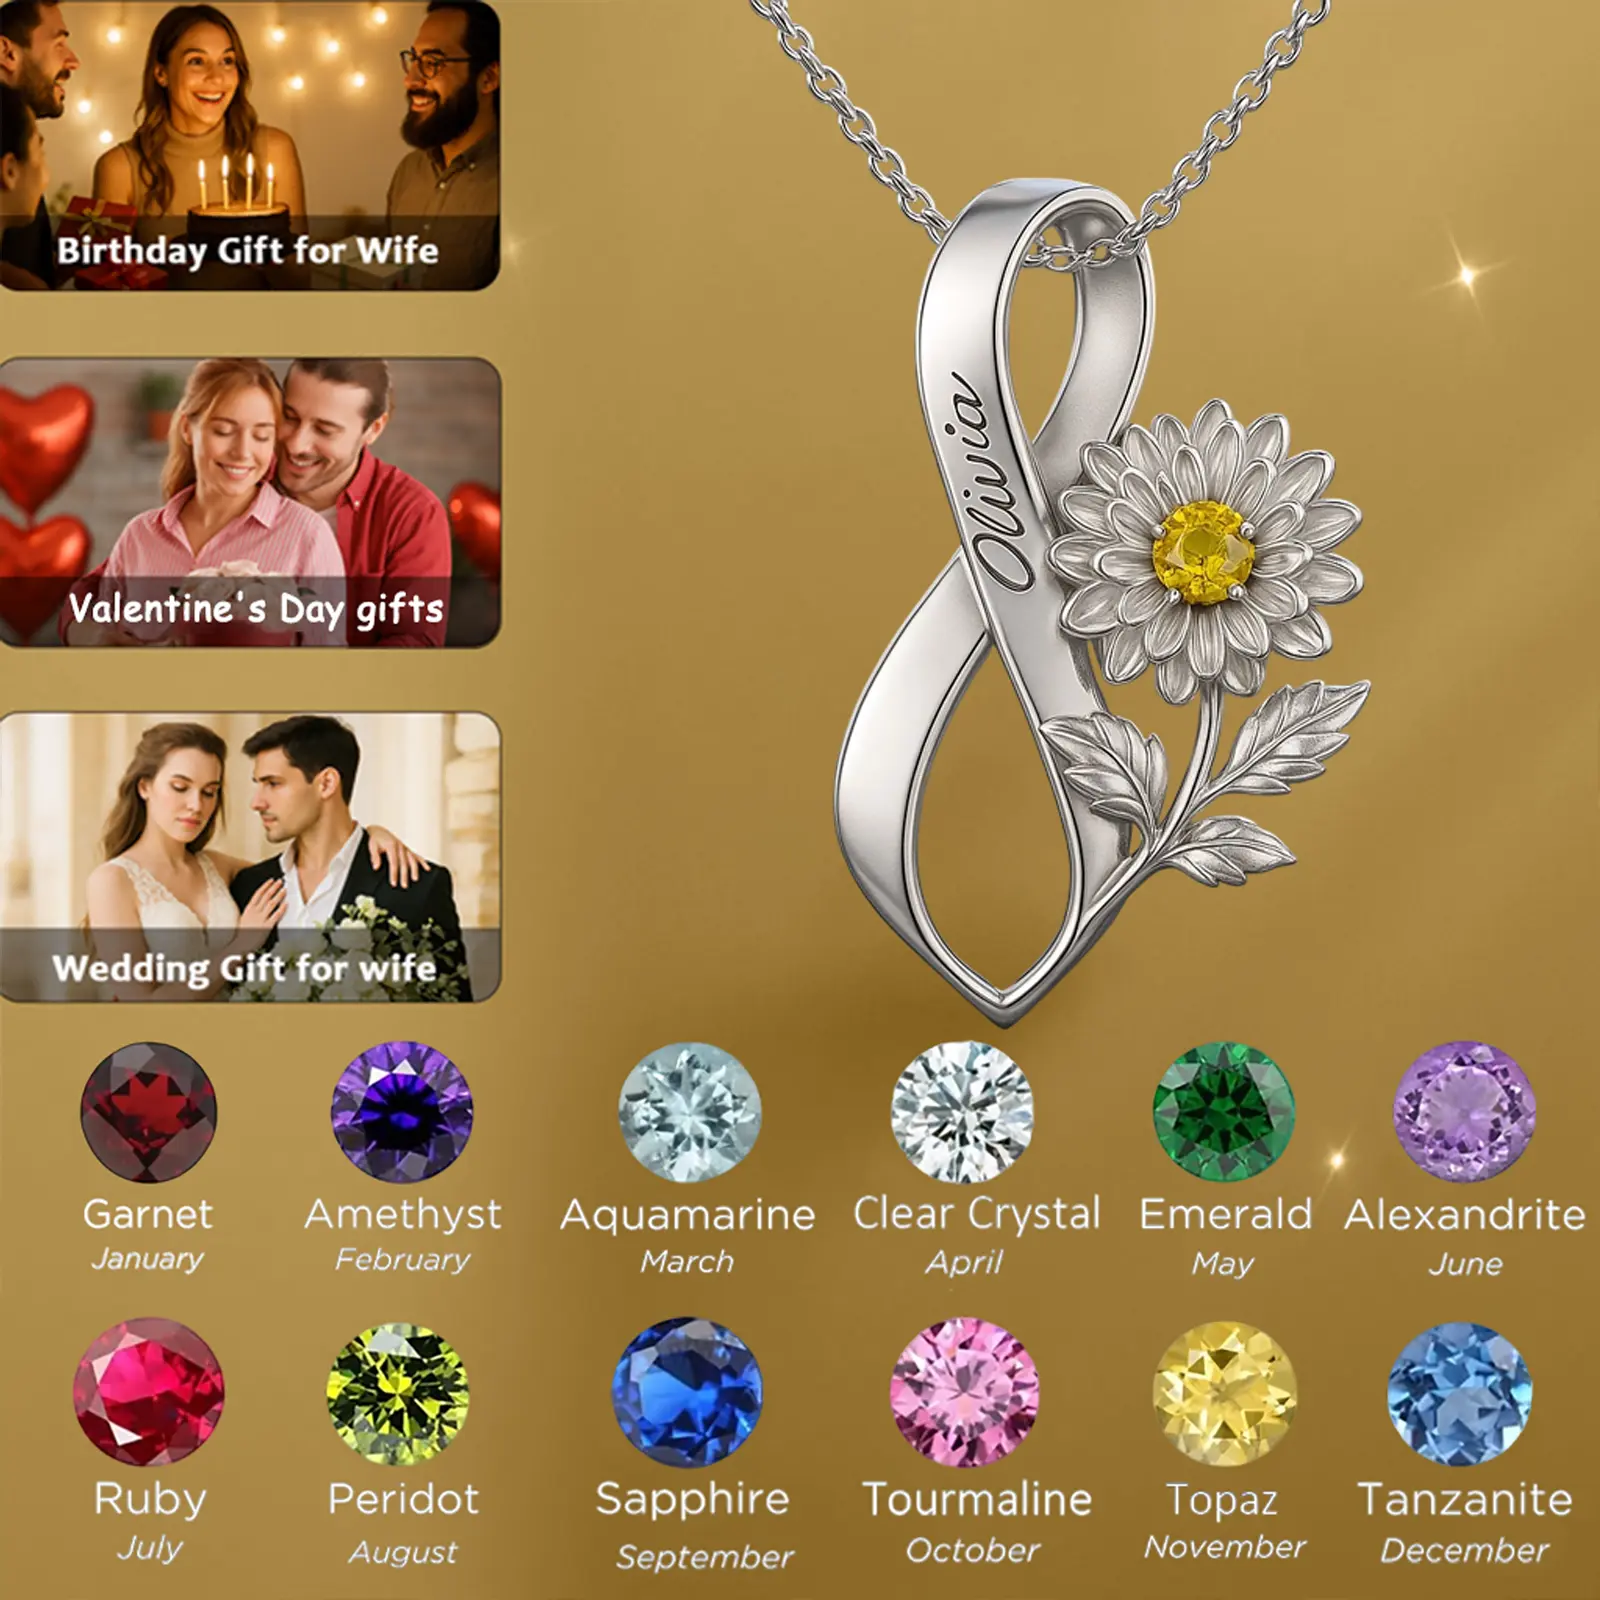 Birthday Gift for Wife
Olivia
Valentine's Day gifts
Wedding Gift for wife
Garnet
January
Amethyst
February
Aquamarine
March
Clear Crystal
April
Emerald
May
Alexandrite
June
Ruby
July
Peridot
August
Sapphire
September
Tourmaline
October
Topaz
November
Tanzanite
December